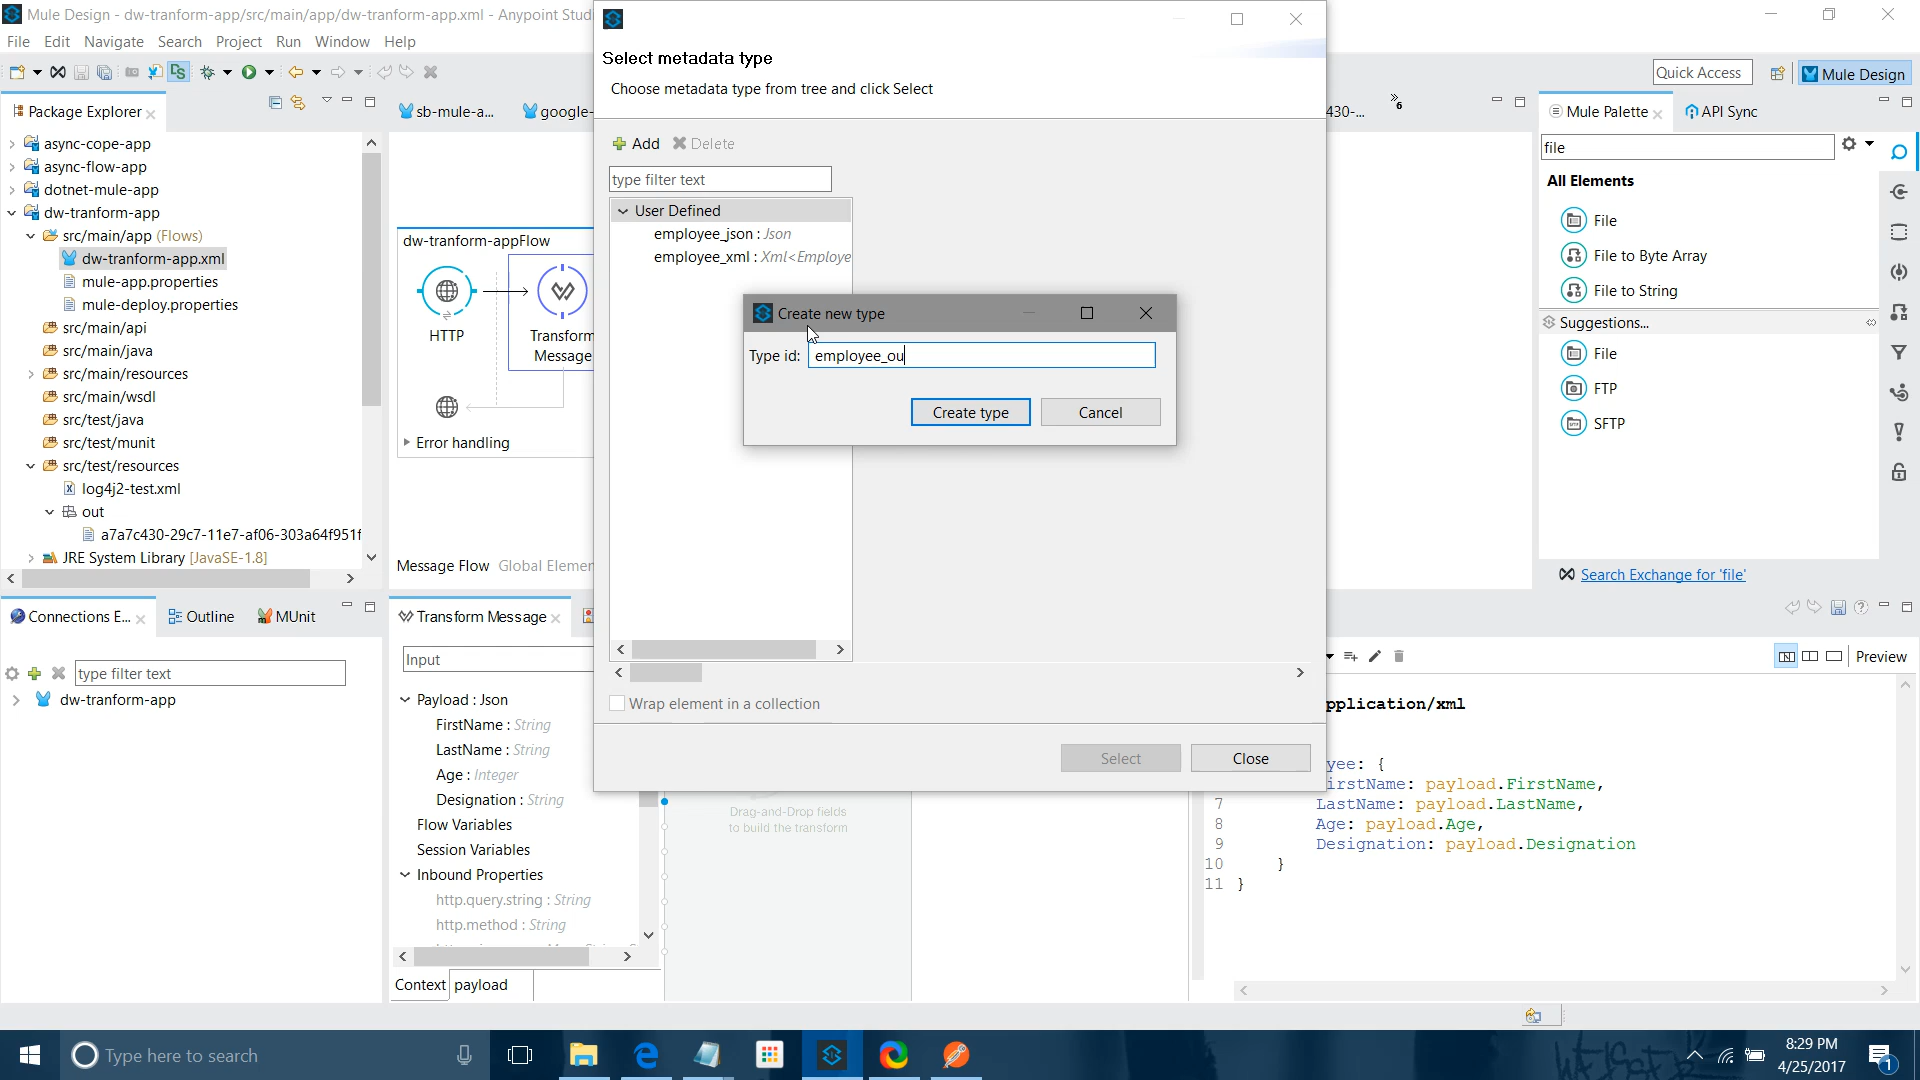 Mule Design - dw-tranform-app/src/main/app/dw-tranform-app.xml - Anypoint Stud
File Edit Navigate Search Project Run Window Help
Quick Access
Mule Design
Package Explorer
async-cope-app
async-flow-app
dotnet-mule-app
dw-tranform-app
src/main/app (Flows)
dw-tranform-app.xml
mule-app.properties
mule-deploy.properties
src/main/api
src/main/java
src/main/resources
src/main/wsdl
src/test/java
src/test/munit
src/test/resources
log4j2-test.xml
out
a7a7c430-29c7-11e7-af06-303a64f951f
JRE System Library [JavaSE-1.8]
sb-mule-a...
google-
430-...
»6
dw-tranform-appFlow
HTTP
Transform
Message
Error handling
Message Flow Global Elemen
Select metadata type
Choose metadata type from tree and click Select
Add Delete
type filter text
User Defined
employee_json : Json
employee_xml : Xml<Employe
Create new type
Type id: employee_ou
Create type Cancel
Wrap element in a collection
Select Close
Mule Palette
API Sync
file
All Elements
File
File to Byte Array
File to String
Suggestions...
File
FTP
SFTP
Search Exchange for 'file'
Connections E...
Outline
MUnit
type filter text
dw-tranform-app
Transform Message
Input
Payload : Json
FirstName : String
LastName : String
Age : Integer
Designation : String
Flow Variables
Session Variables
Inbound Properties
http.query.string : String
http.method : String
Context payload
Drag-and-Drop fields
to build the transform
Preview
pplication/xml
yee: {
irstName: payload.FirstName,
7 LastName: payload.LastName,
8 Age: payload.Age,
9 Designation: payload.Designation
10 }
11 }
Type here to search
8:29 PM
4/25/2017
1